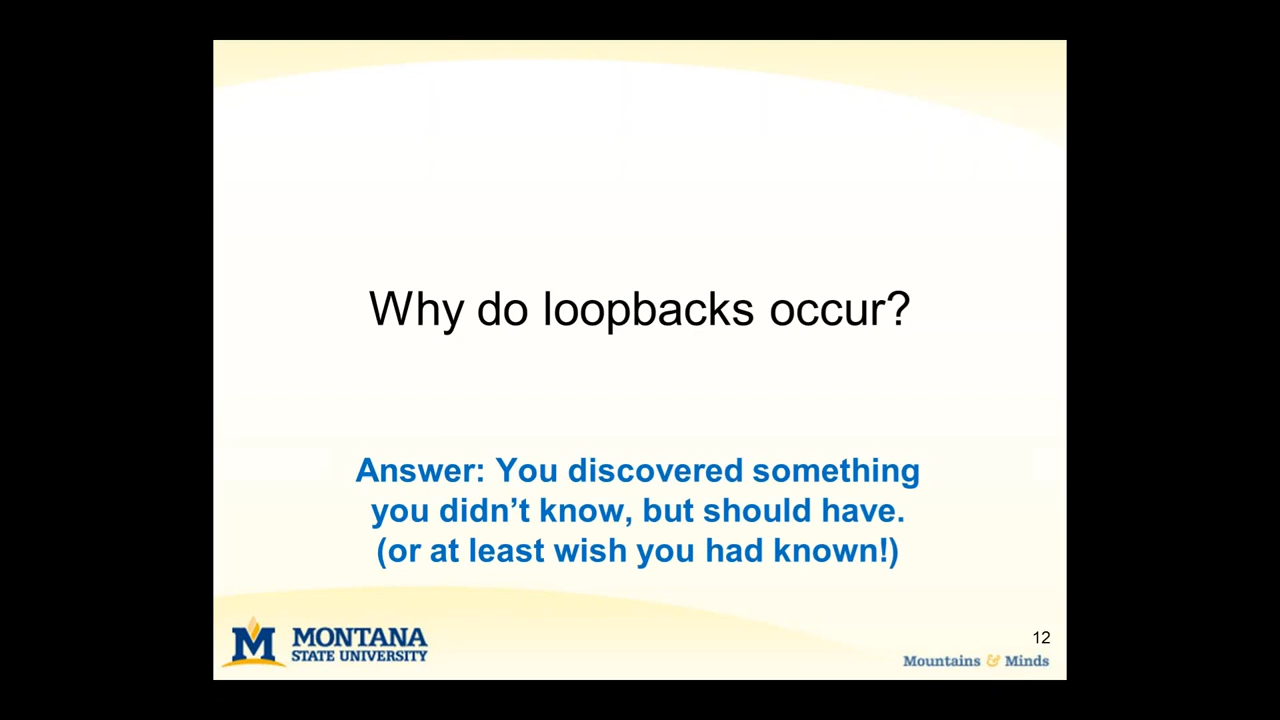 Why do loopbacks occur?
Answer: You discovered something
you didn’t know, but should have.
(or at least wish you had known!)
M MONTANA
STATE UNIVERSITY
12
Mountains & Minds